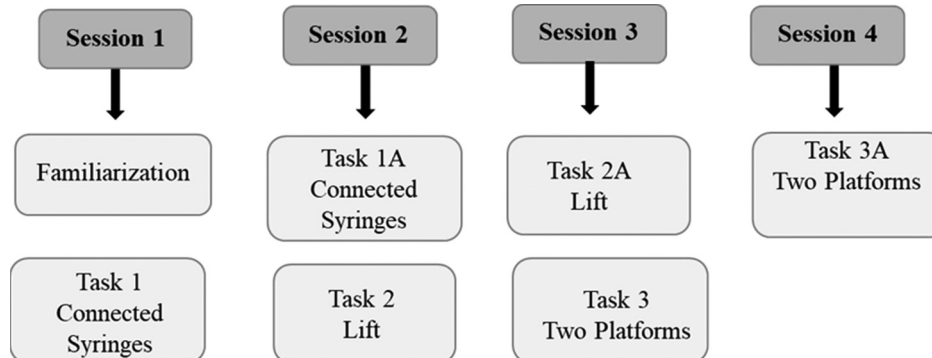 Session 1
Session 2
Session 3
Session 4
Familiarization
Task 1A
Connected
Syringes
Task 2A
Lift
Task 3A
Two Platforms
Task 1
Connected
Syringes
Task 2
Lift
Task 3
Two Platforms